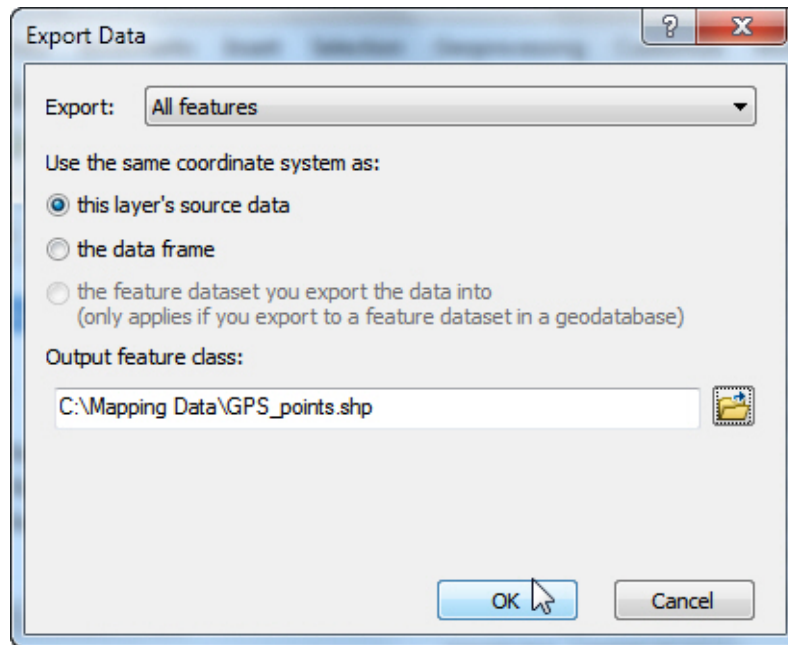 Export Data
Export: All features
Use the same coordinate system as:
this layer's source data
the data frame
the feature dataset you export the data into
(only applies if you export to a feature dataset in a geodatabase)
Output feature class:
C:\Mapping Data\GPS_points.shp
OK Cancel